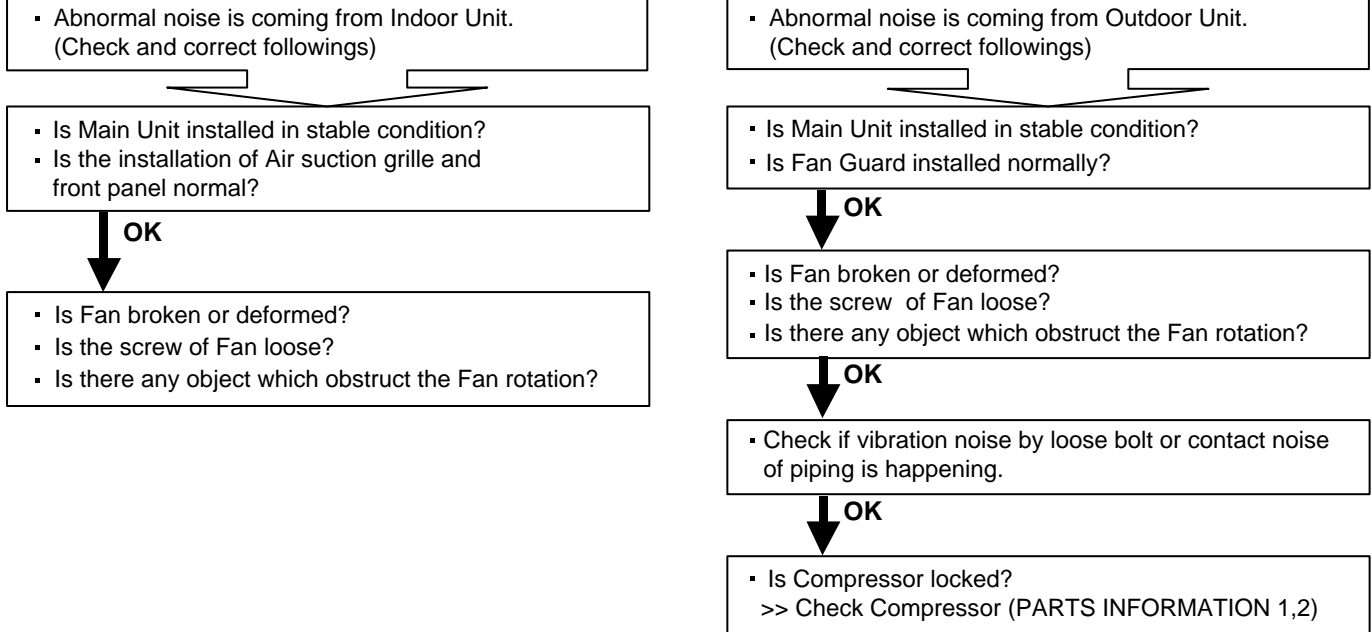 ▪ Abnormal noise is coming from Indoor Unit.
(Check and correct followings)
▪ Is Main Unit installed in stable condition?
▪ Is the installation of Air suction grille and
front panel normal?
OK
▪ Is Fan broken or deformed?
▪ Is the screw of Fan loose?
▪ Is there any object which obstruct the Fan rotation?
▪ Abnormal noise is coming from Outdoor Unit.
(Check and correct followings)
▪ Is Main Unit installed in stable condition?
▪ Is Fan Guard installed normally?
OK
▪ Is Fan broken or deformed?
▪ Is the screw of Fan loose?
▪ Is there any object which obstruct the Fan rotation?
OK
▪ Check if vibration noise by loose bolt or contact noise
of piping is happening.
OK
▪ Is Compressor locked?
>> Check Compressor (PARTS INFORMATION 1,2)